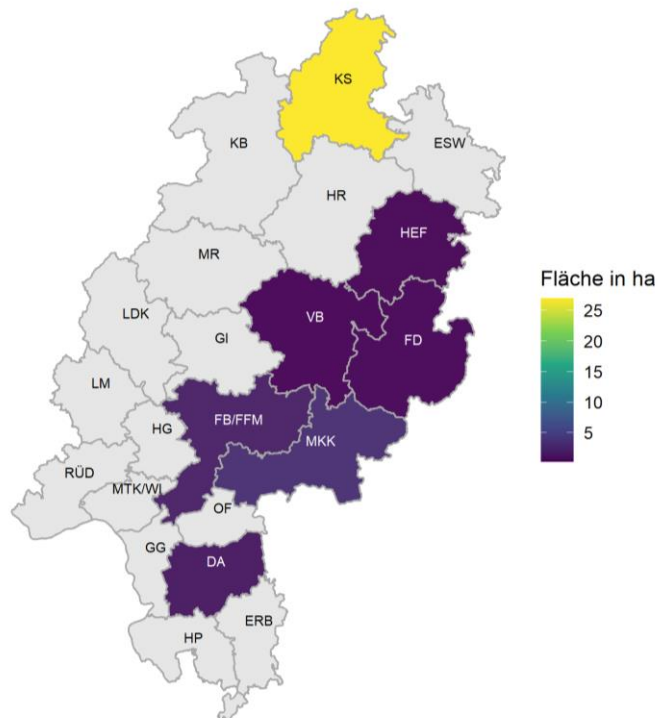 KS
KB
ESW
HR
HEF
MR
Fläche in ha
LDK
25
VB
GI
20
FD
15
LM
10
FB/FFM
HG
5
MKK
RÜD
MTK/WI
OF
GG
DA
ERB
HP